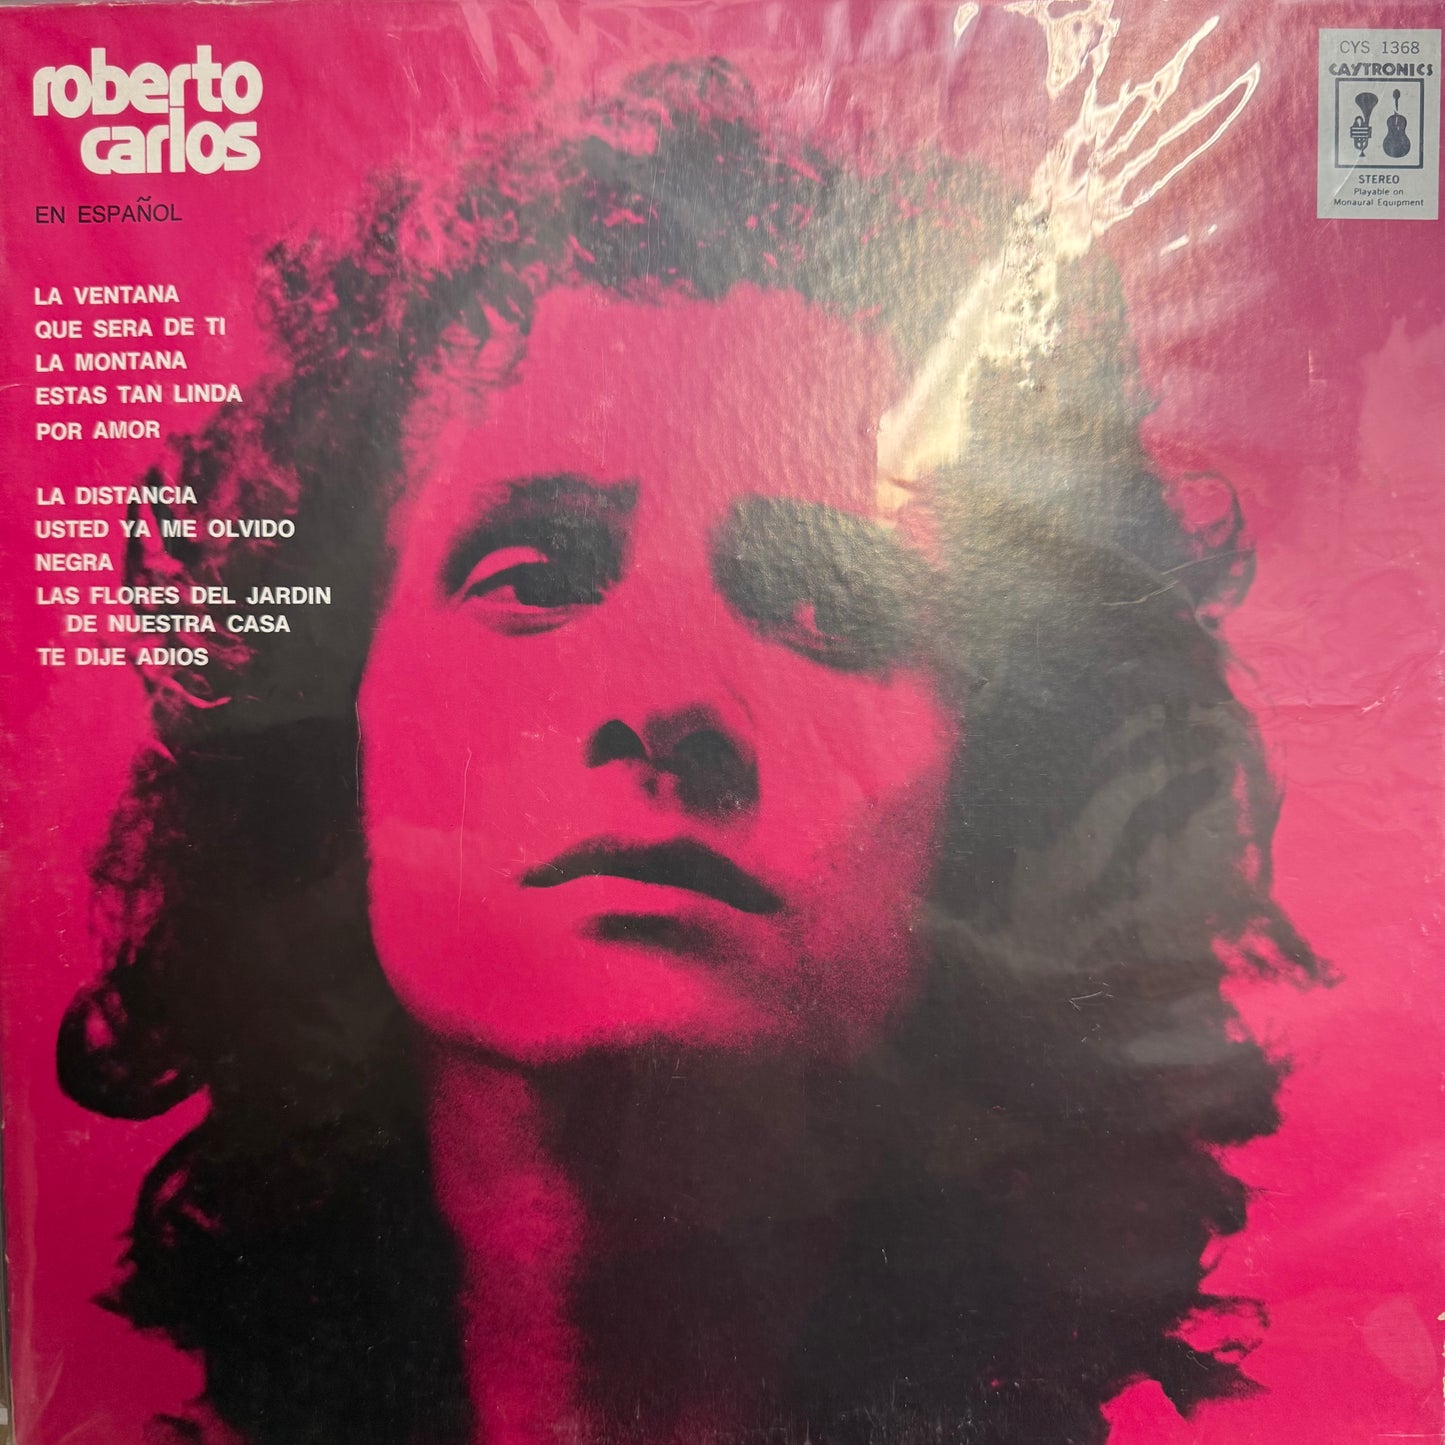 roberto
carlos
EN ESPAÑOL
LA VENTANA
QUE SERA DE TI
LA MONTANA
ESTAS TAN LINDA
POR AMOR
LA DISTANCIA
USTED YA ME OLVIDO
NEGRA
LAS FLORES DEL JARDIN
DE NUESTRA CASA
TE DIJE ADIOS
CYS 1368
CAYTRONICS
STEREO
Playable on
Monaural Equipment